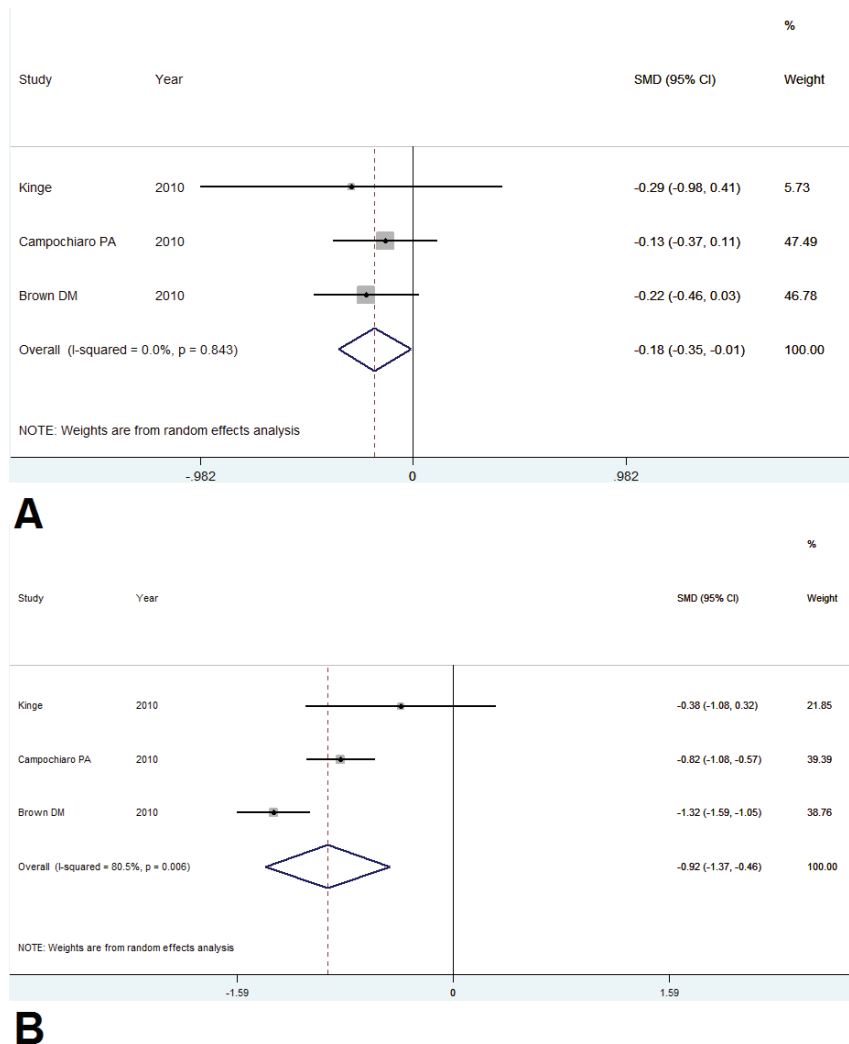 %
Study Year SMD (95% CI) Weight
Kinge 2010 -0.29 (-0.98, 0.41) 5.73
Campochiaro PA 2010 -0.13 (-0.37, 0.11) 47.49
Brown DM 2010 -0.22 (-0.46, 0.03) 46.78
Overall (I-squared = 0.0%, p = 0.843) -0.18 (-0.35, -0.01) 100.00
NOTE: Weights are from random effects analysis
-.982 0 .982
A
%
Study Year SMD (95% CI) Weight
Kinge 2010 -0.38 (-1.08, 0.32) 21.85
Campochiaro PA 2010 -0.82 (-1.08, -0.57) 39.39
Brown DM 2010 -1.32 (-1.59, -1.05) 38.76
Overall (I-squared = 80.5%, p = 0.006) -0.92 (-1.37, -0.46) 100.00
NOTE: Weights are from random effects analysis
-1.59 0 1.59
B